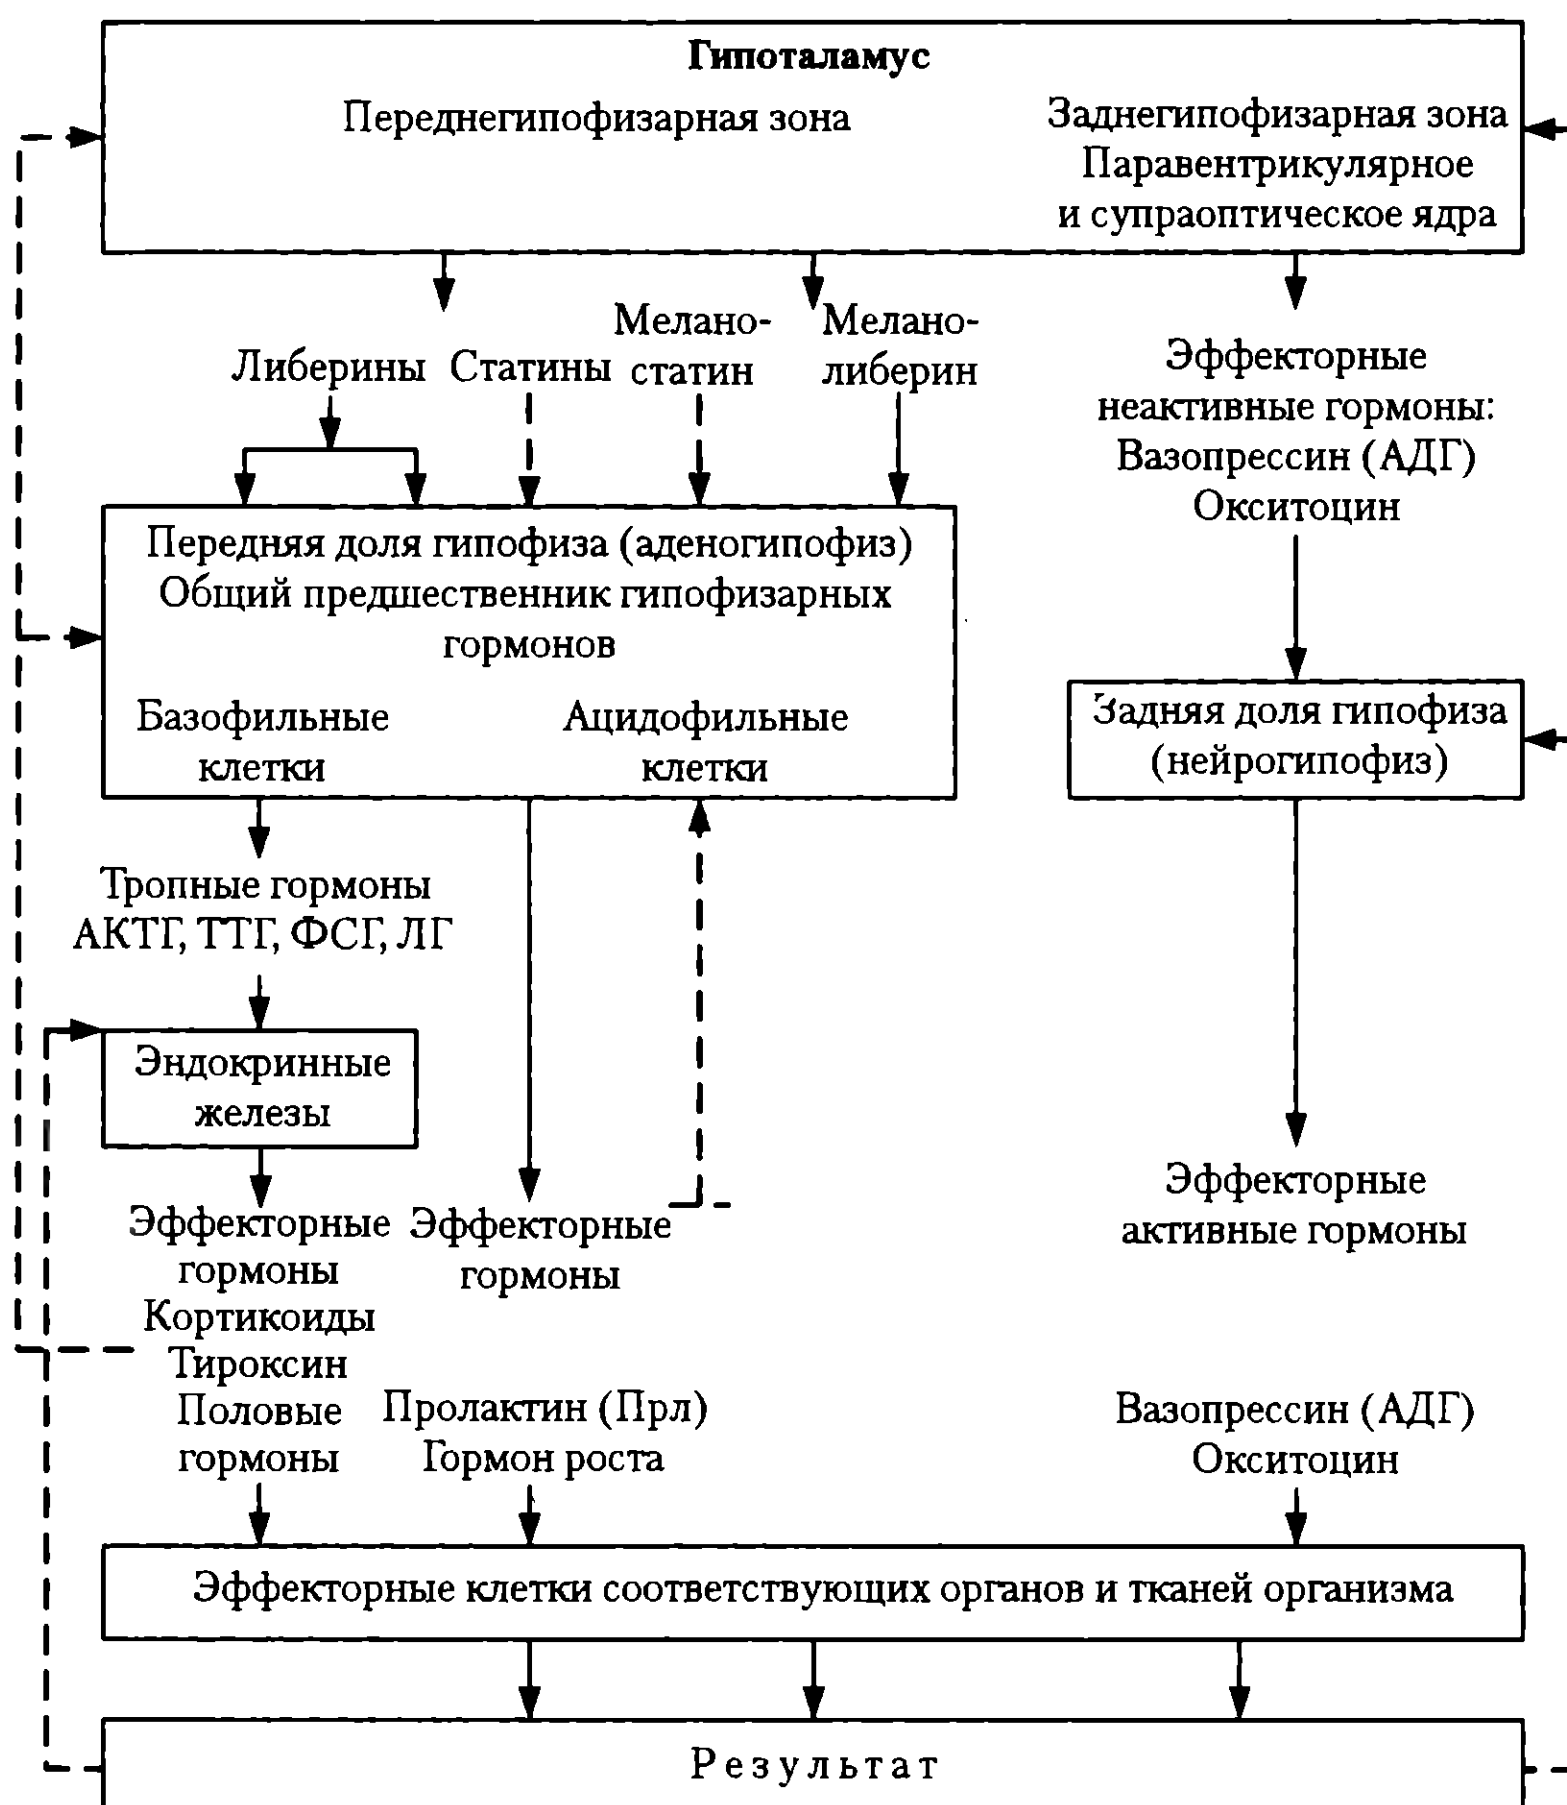 Гипоталамус
Переднегипофизарная зона
Заднегипофизарная зона
Паравентрикулярное
и супраоптическое ядра
Либерины
Статины
Мелано-
статин
Мелано-
либерин
Эффекторные
неактивные гормоны:
Вазопрессин (АДГ)
Окситоцин
Передняя доля гипофиза (аденогипофиз)
Общий предшественник гипофизарных
гормонов
Базофильные
клетки
Ацидофильные
клетки
Задняя доля гипофиза
(нейрогипофиз)
Тропные гормоны
АКТГ, ТТГ, ФСГ, ЛГ
Эндокринные
железы
Эффекторные
гормоны
Кортикоиды
Тироксин
Половые
гормоны
Эффекторные
гормоны
Пролактин (Прл)
Гормон роста
Эффекторные
активные гормоны
Вазопрессин (АДГ)
Окситоцин
Эффекторные клетки соответствующих органов и тканей организма
Результат